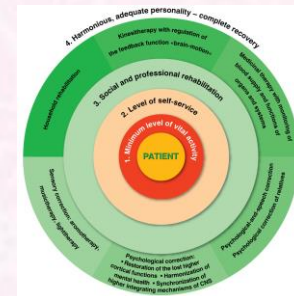 4. Harmonious, adequate personality – complete recovery
Kinesitherapy with regulation of
the feedback function «brain-motion»
Medicinal therapy with monitoring of
blood supply and functions of
organs and systems
Household rehabilitation
3. Social and professional rehabilitation
2. Level of self-service
1. Minimum level of vital activity
PATIENT
Sensory correction: aromatherapy,
musicotherapy, lighttherapy
Psychological correction:
• Restoration of the lost higher
cortical functions • Harmonization of
mental health • Synchronization of
higher integrating mechanisms of CNS
Psychological and speech correction
Psychological correction of relatives